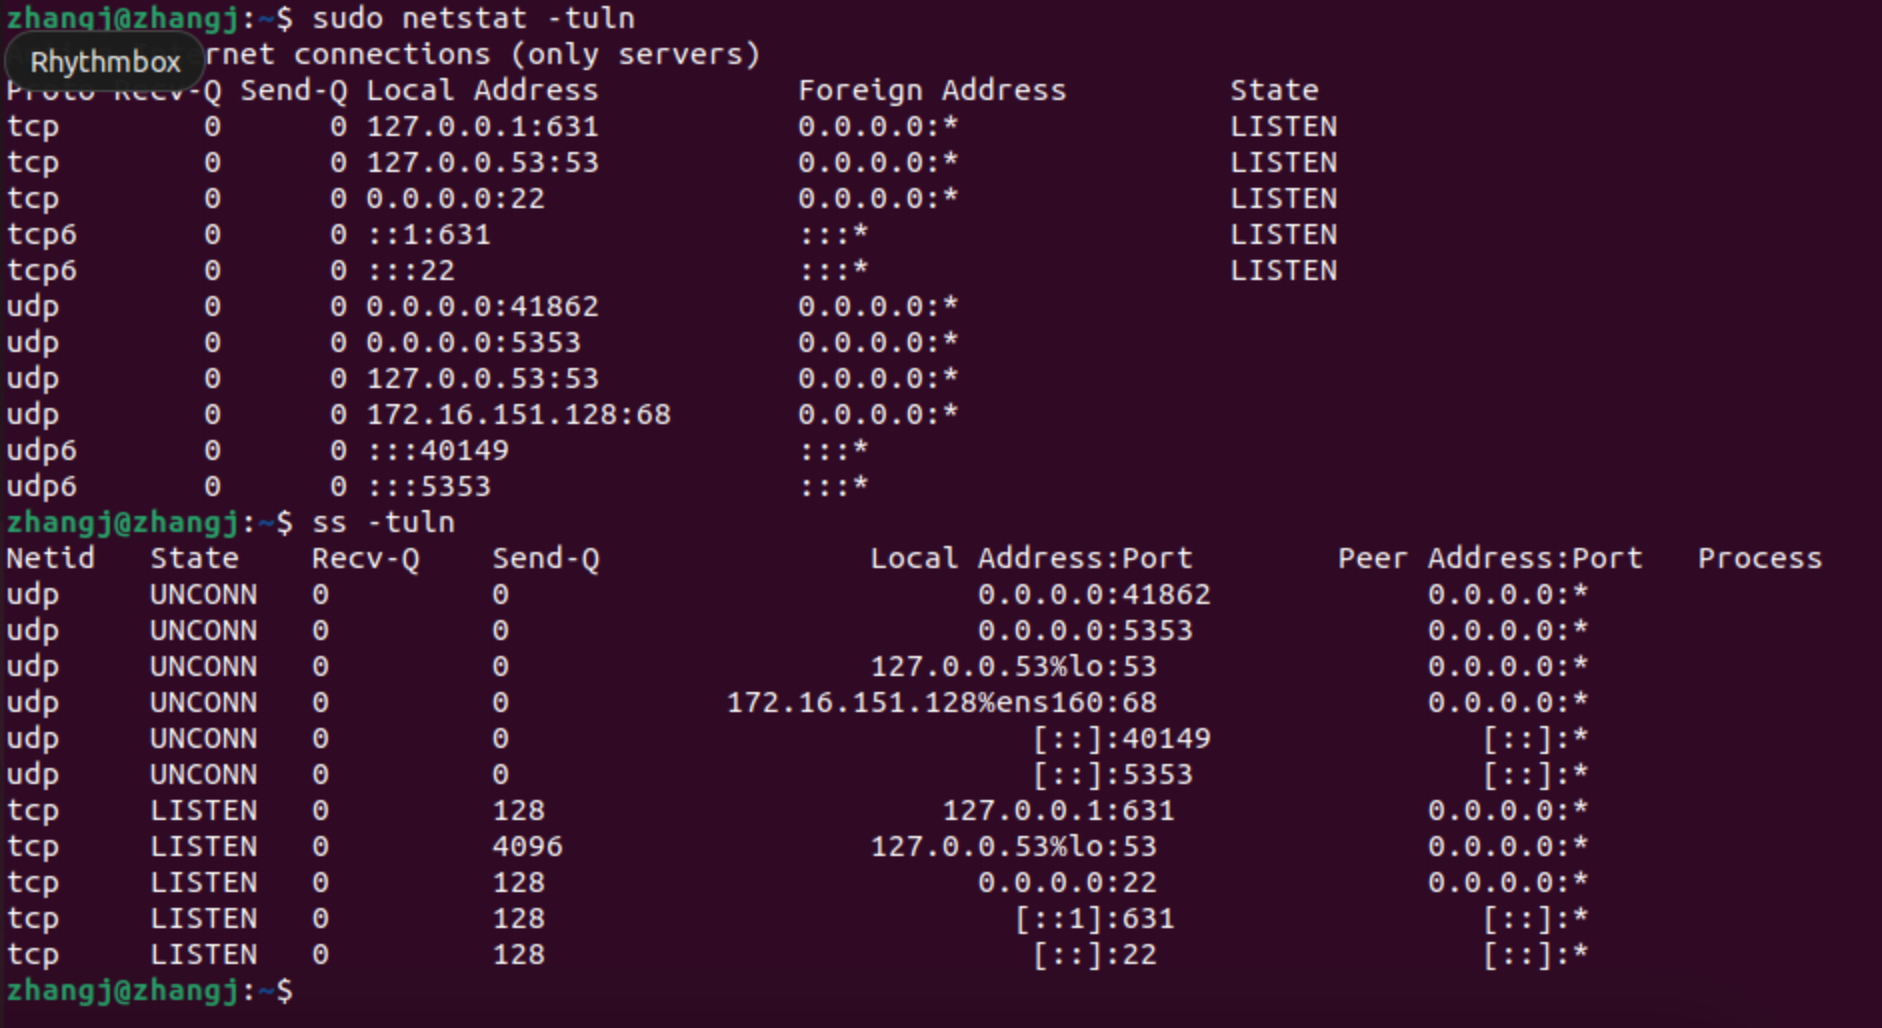 zhangj@zhangj:~$ sudo netstat -tuln
rnet connections (only servers)
Rhythmbox
Proto Recv-Q Send-Q Local Address           Foreign Address         State
tcp        0      0 127.0.0.1:631           0.0.0.0:*               LISTEN
tcp        0      0 127.0.0.53:53           0.0.0.0:*               LISTEN
tcp        0      0 0.0.0.0:22              0.0.0.0:*               LISTEN
tcp6       0      0 ::1:631                 :::*                    LISTEN
tcp6       0      0 :::22                   :::*                    LISTEN
udp        0      0 0.0.0.0:41862           0.0.0.0:*
udp        0      0 0.0.0.0:5353            0.0.0.0:*
udp        0      0 127.0.0.53:53           0.0.0.0:*
udp        0      0 172.16.151.128:68       0.0.0.0:*
udp6       0      0 :::40149                :::*
udp6       0      0 :::5353                 :::*
zhangj@zhangj:~$ ss -tuln
Netid   State    Recv-Q    Send-Q               Local Address:Port        Peer Address:Port   Process
udp     UNCONN   0         0                          0.0.0.0:41862            0.0.0.0:*
udp     UNCONN   0         0                          0.0.0.0:5353             0.0.0.0:*
udp     UNCONN   0         0                    127.0.0.53%lo:53               0.0.0.0:*
udp     UNCONN   0         0            172.16.151.128%ens160:68               0.0.0.0:*
udp     UNCONN   0         0                             [::]:40149               [::]:*
udp     UNCONN   0         0                             [::]:5353                [::]:*
tcp     LISTEN   0         128                      127.0.0.1:631              0.0.0.0:*
tcp     LISTEN   0         4096                 127.0.0.53%lo:53               0.0.0.0:*
tcp     LISTEN   0         128                        0.0.0.0:22               0.0.0.0:*
tcp     LISTEN   0         128                          [::1]:631                 [::]:*
tcp     LISTEN   0         128                           [::]:22                  [::]:*
zhangj@zhangj:~$